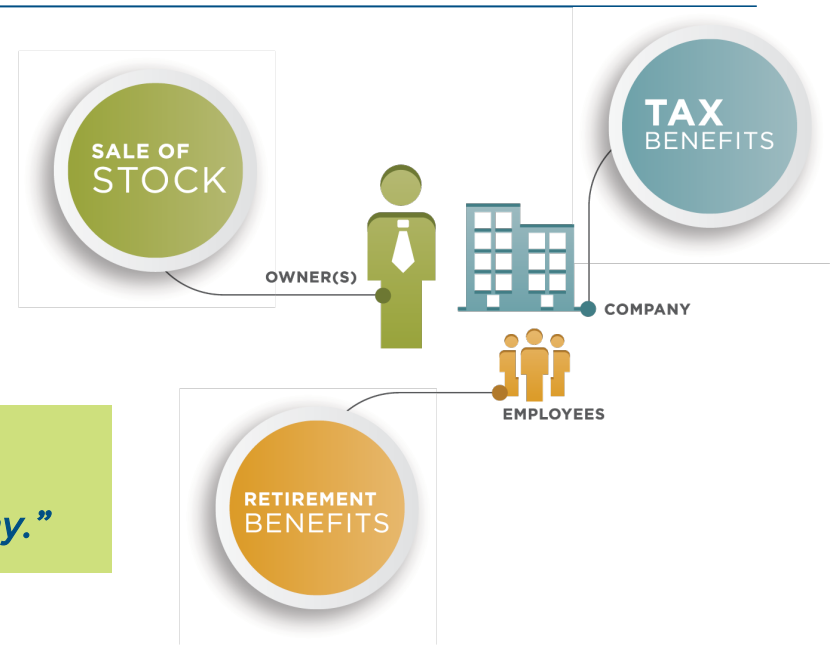 TAX
BENEFITS
SALE OF
STOCK
OWNER(S)
COMPANY
EMPLOYEES
RETIREMENT
BENEFITS